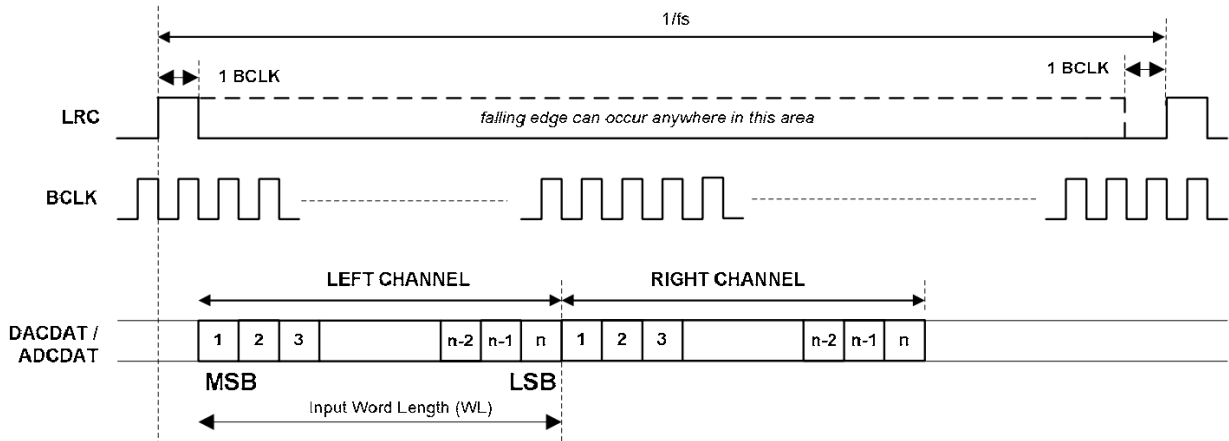 1/fs
1 BCLK
1 BCLK
LRC
falling edge can occur anywhere in this area
BCLK
LEFT CHANNEL
RIGHT CHANNEL
DACDAT /
ADCDAT
1 2 3 n-2 n-1 n 1 2 3 n-2 n-1 n
MSB LSB
Input Word Length (WL)